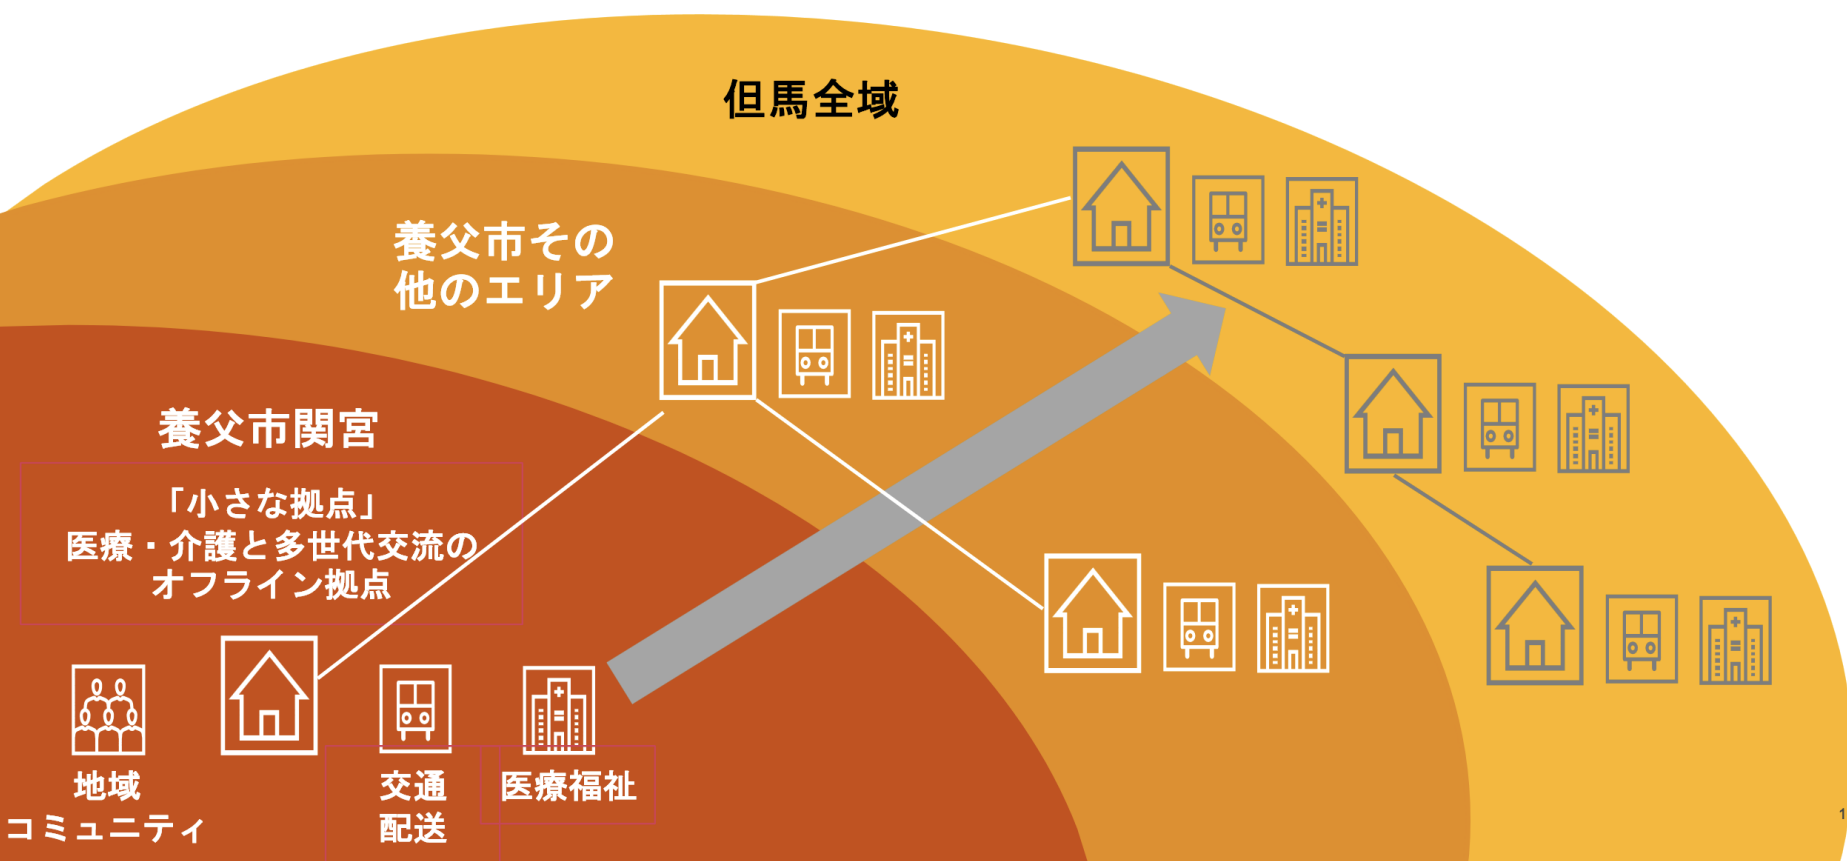 但馬全域
養父市その
他のエリア
養父市関宮
「小さな拠点」
医療・介護と多世代交流の
オフライン拠点
地域
コミュニティ
交通
配送
医療福祉
1